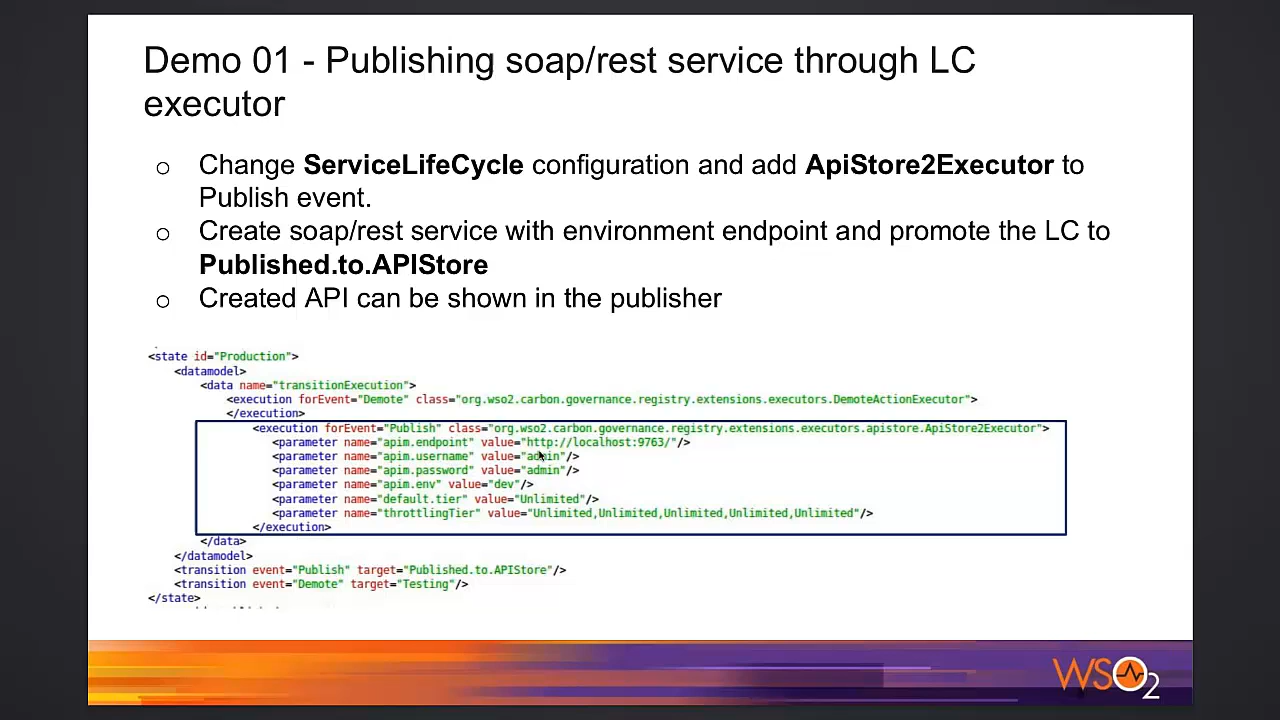 Demo 01 - Publishing soap/rest service through LC
executor
Change ServiceLifeCycle configuration and add ApiStore2Executor to
Publish event.
Create soap/rest service with environment endpoint and promote the LC to
Published.to.APIStore
Created API can be shown in the publisher
<state id="Production">
<datamodel>
<data name="transitionExecution">
<execution forEvent="Demote" class="org.wso2.carbon.governance.registry.extensions.executors.DemoteActionExecutor">
</execution>
<execution forEvent="Publish" class="org.wso2.carbon.governance.registry.extensions.executors.apistore.ApiStore2Executor">
<parameter name="apim.endpoint" value="http://localhost:9763/"/>
<parameter name="apim.username" value="admin"/>
<parameter name="apim.password" value="admin"/>
<parameter name="apim.env" value="dev"/>
<parameter name="default.tier" value="Unlimited"/>
<parameter name="throttlingTier" value="Unlimited,Unlimited,Unlimited,Unlimited,Unlimited"/>
</execution>
</data>
</datamodel>
<transition event="Publish" target="Published.to.APIStore"/>
<transition event="Demote" target="Testing"/>
</state>
WSO2